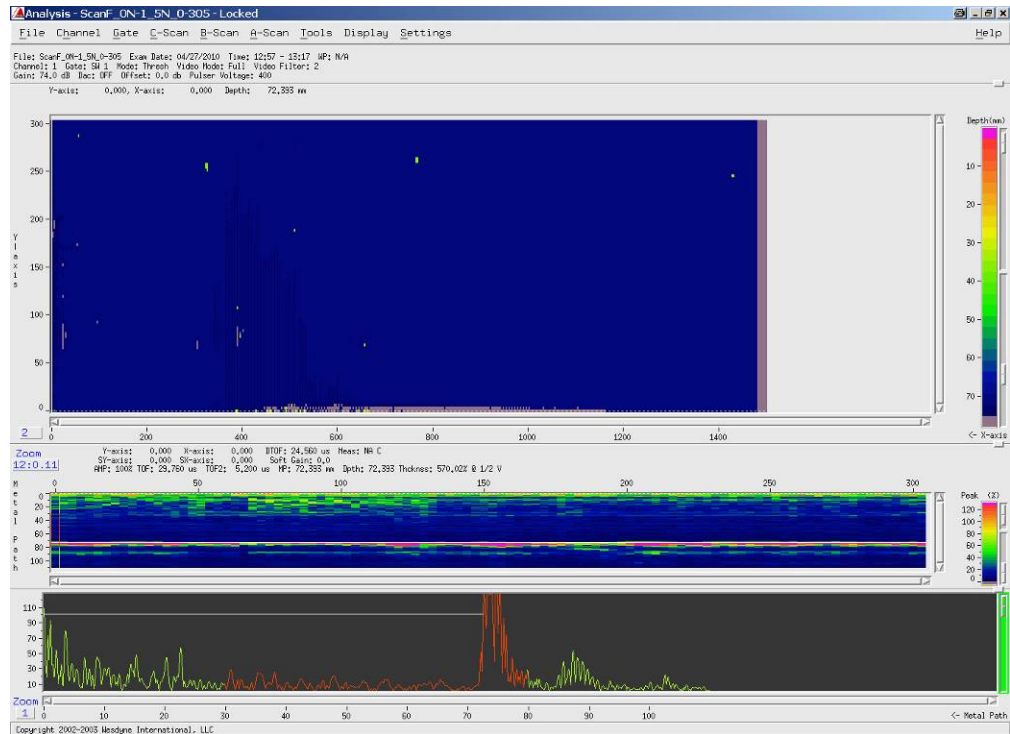 Analysis - ScanF_0N-1_5N_0-305 - Locked
File Channel Gate C-Scan B-Scan A-Scan Tools Display Settings Help
File: ScanF_0N-1_5N_0-305 Exam Date: 04/27/2010 Time: 12:57 - 13:17 WP: N/A
Channel: 1 Gate: SW 1 Mode: Thresh Video Mode: Full Video Filter: 2
Gain: 74.0 dB Dac: OFF Offset: 0.0 db Pulser Voltage: 400
Y-axis: 0.000, X-axis: 0.000 Depth: 72.393 mm
Depth(mm)
300
250
200
150
100
50
0
Y axis
10
20
30
40
50
60
70
2
0 200 400 600 800 1000 1200 1400
<- X-axis
Zoom
12:0.11
Y-axis: 0.000 X-axis: 0.000 DTOF: 24.560 us Meas: NA C
SY-axis: 0.000 SX-axis: 0.000 Soft Gain: 0.0
AMP: 100% TOF: 29.760 us TOF2: 5.200 us MP: 72.393 mm Dpth: 72.393 Thcknss: 570.02% @ 1/2 V
0 50 100 150 200 250 300
Metal Path
0
20
40
60
80
100
Peak (%)
120
100
80
60
40
20
0
110
90
70
50
30
10
Zoom
1
0 10 20 30 40 50 60 70 80 90 100
<- Metal Path
Copyright 2002-2003 Wesdyne International, LLC